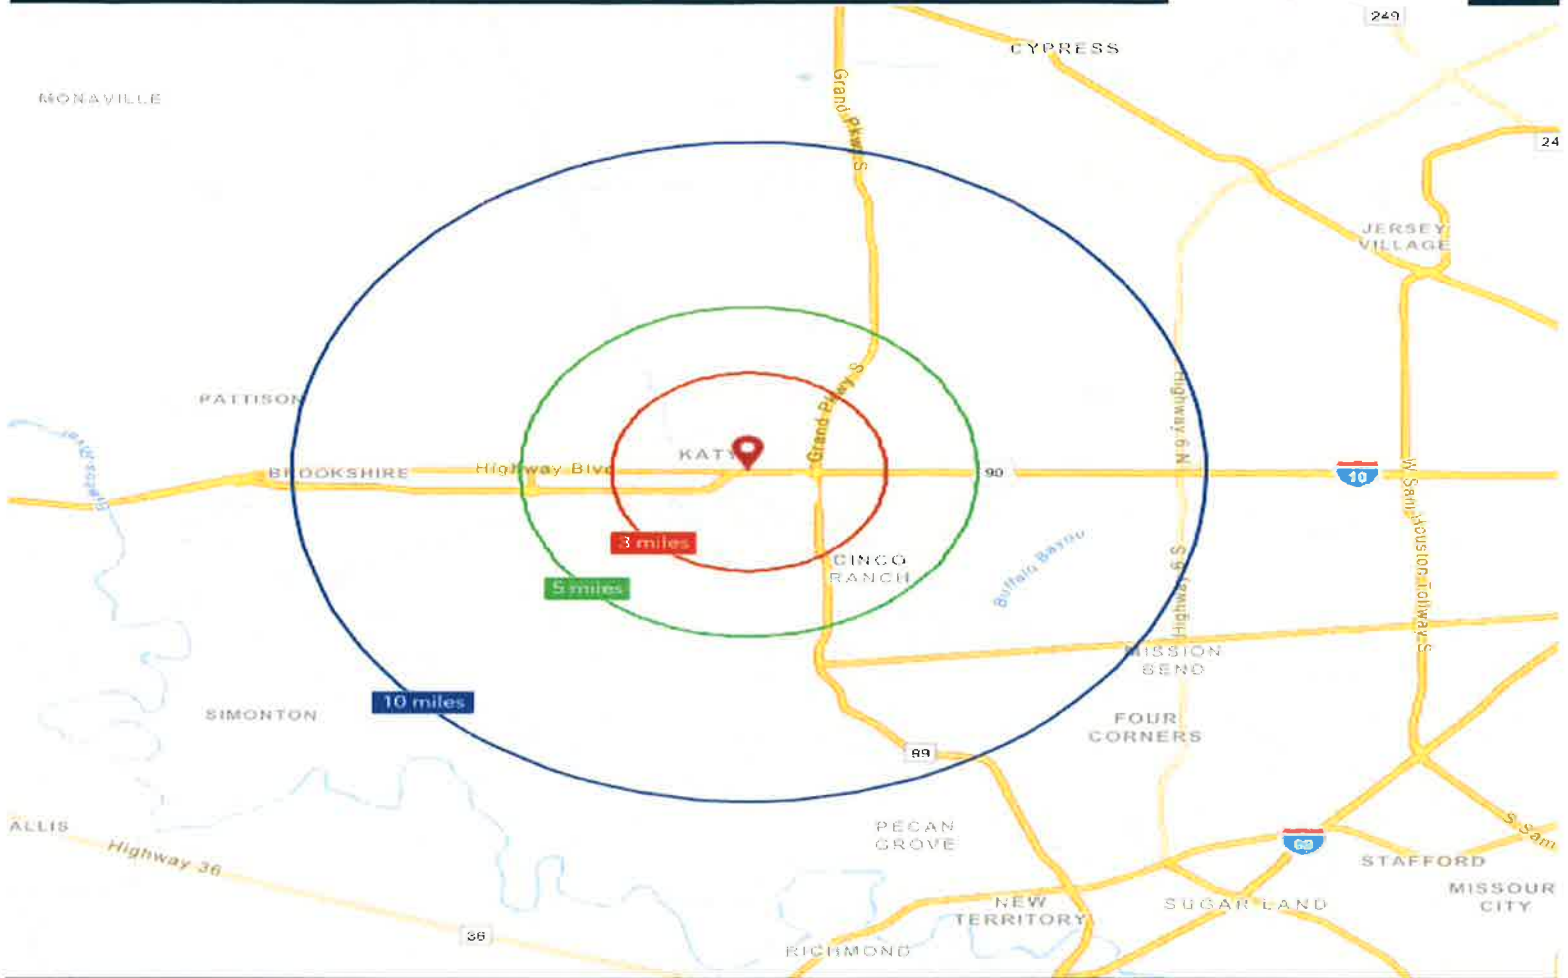 249
CYPRESS
MONAVILLE
Grand Pkwy S
24
JERSEY
VILLAGE
PATTISON
Highway 6 N
Grand Pkwy S
KATY
BROOKSHIRE
Highway Blvd
90
10
W Sam Houston Tollway S
3 miles
CINCO
RANCH
Buffalo Bayou
Highway 6 S
5 miles
MISSION
BEND
10 miles
SIMONTON
FOUR
CORNERS
99
ALLIS
PECAN
GROVE
Highway 36
S Sam
69
STAFFORD
MISSOUR
CITY
NEW
TERRITORY
SUGAR LAND
36
RICHMOND